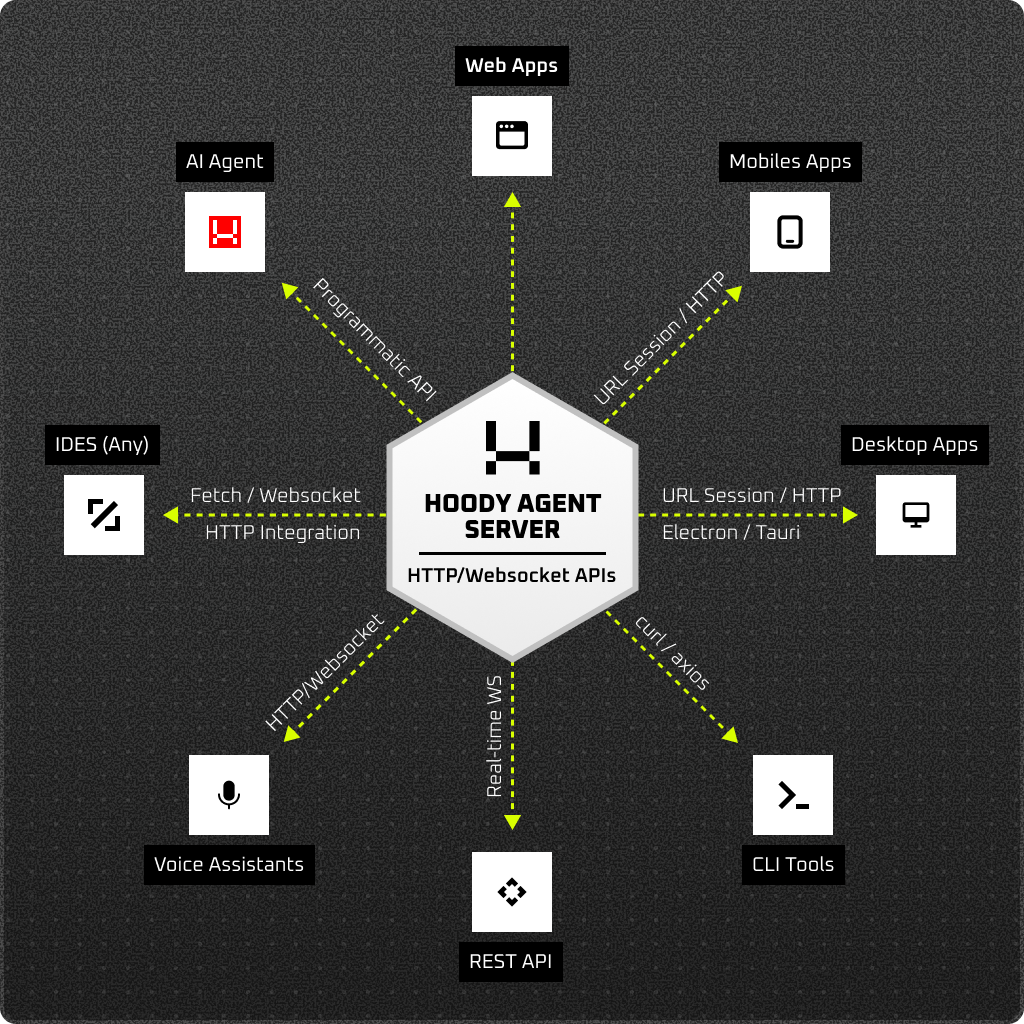 Web Apps
AI Agent
Mobiles Apps
Programmatic API
URL Session / HTTP
IDES (Any)
Desktop Apps
Fetch / Websocket
HTTP Integration
HOODY AGENT
SERVER
HTTP/Websocket APIs
URL Session / HTTP
Electron / Tauri
HTTP/Websocket
Real-time WS
curl / axios
Voice Assistants
CLI Tools
REST API